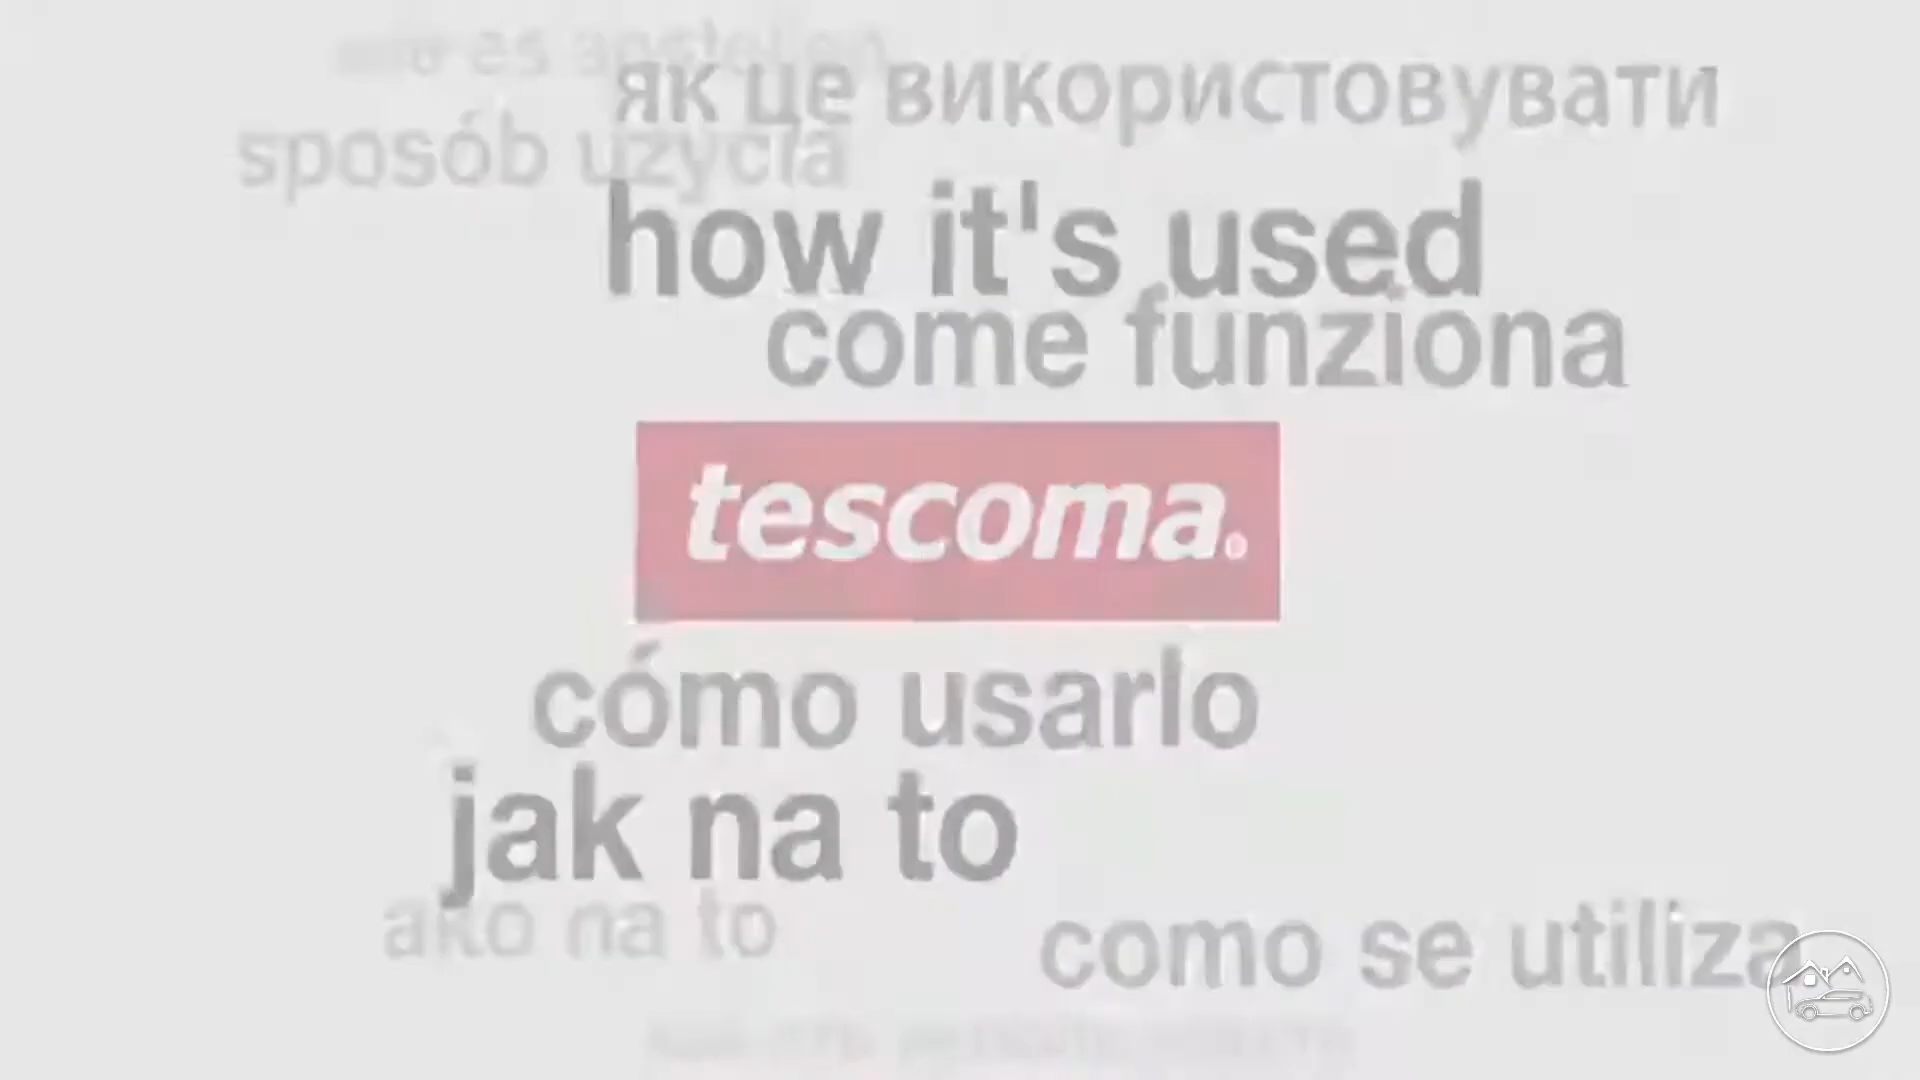 як це використовувати
sposób użycia
how it's used
come funziona
tescoma.
cómo usarlo
jak na to
ako na to
como se utiliza